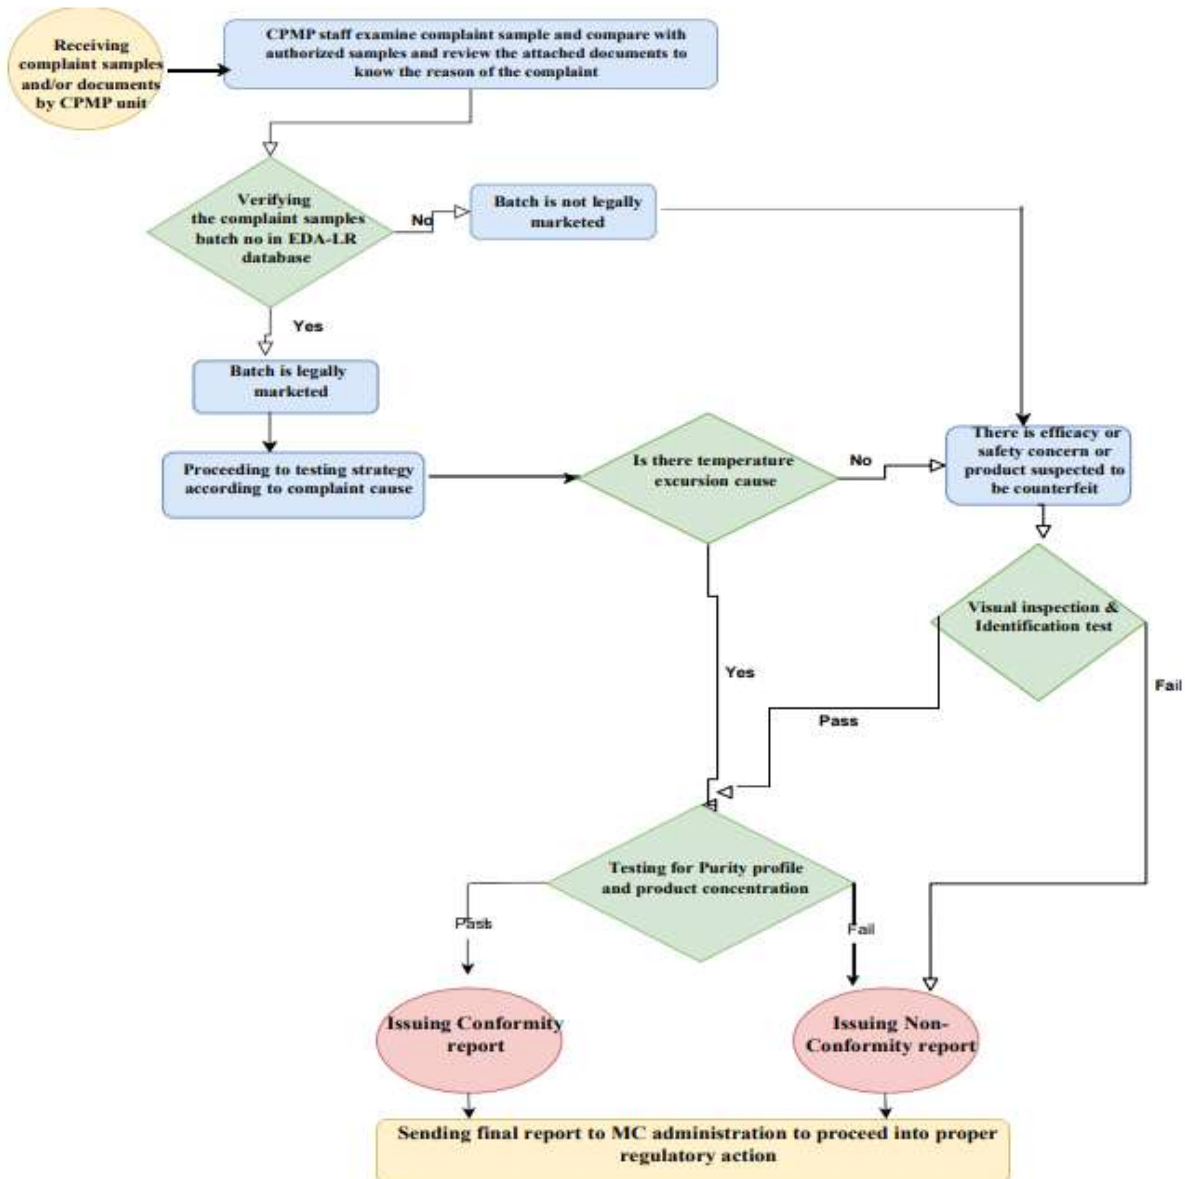 Receiving
complaint samples
and/or documents
by CPMP unit
CPMP staff examine complaint sample and compare with
authorized samples and review the attached documents to
know the reason of the complaint
Verifying
the complaint samples
batch no in EDA-LR
database
No
Batch is not legally
marketed
Yes
Batch is legally
marketed
Proceeding to testing strategy
according to complaint cause
Is there temperature
excursion cause
No
There is efficacy or
safety concern or
product suspected to
be counterfeit
Visual inspection &
Identification test
Yes
Fail
Pass
Testing for Purity profile
and product concentration
Pass
Fail
Issuing Conformity
report
Issuing Non-
Conformity report
Sending final report to MC administration to proceed into proper
regulatory action